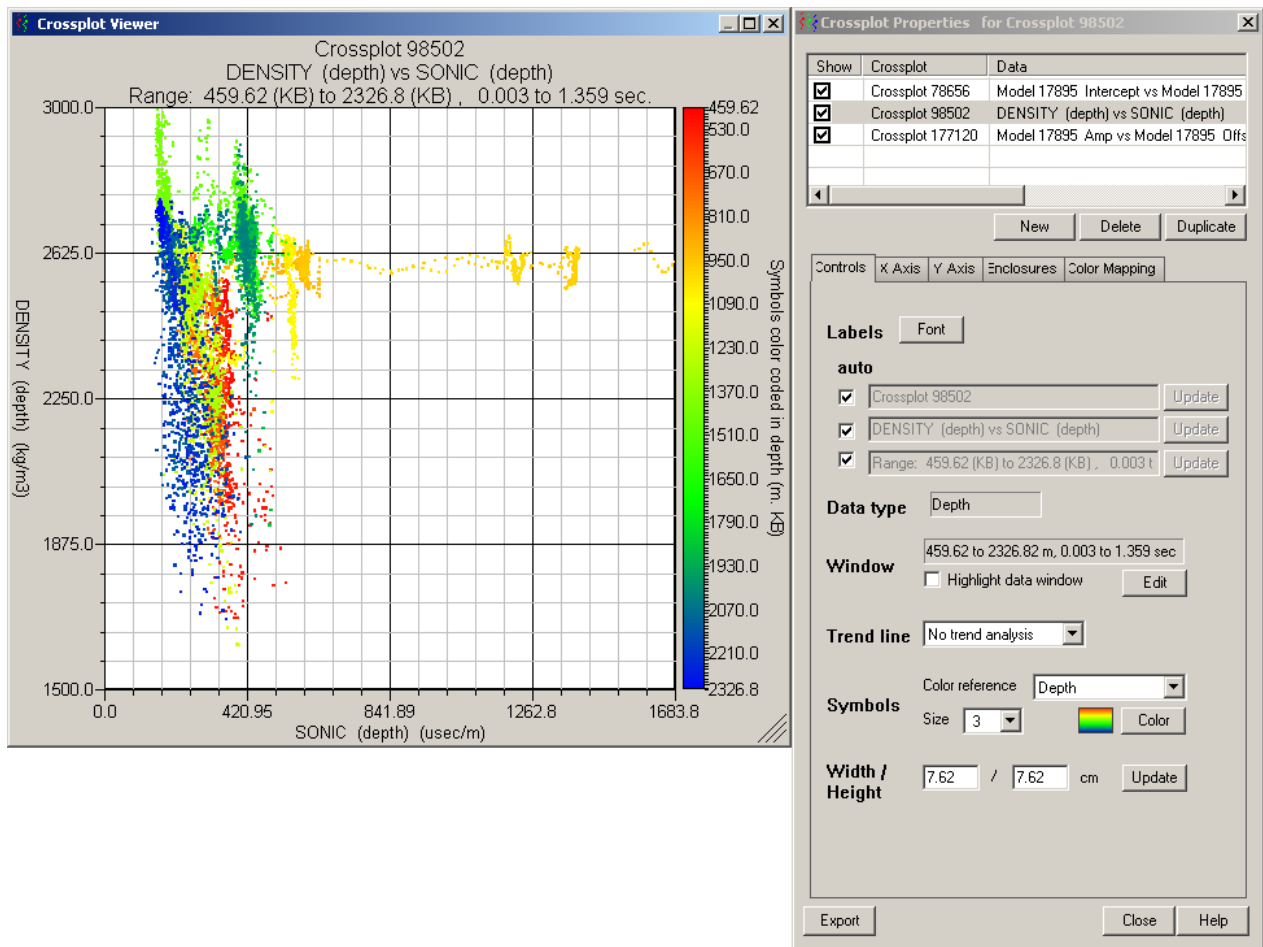 Crossplot Viewer
Crossplot 98502
DENSITY (depth) vs SONIC (depth)
Range: 459.62 (KB) to 2326.8 (KB) , 0.003 to 1.359 sec.
3000.0
2625.0
2250.0
1875.0
1500.0
DENSITY (depth) (kg/m3)
0.0 420.95 841.89 1262.8 1683.8
SONIC (depth) (usec/m)
459.62
530.0
670.0
810.0
950.0
1090.0
1230.0
1370.0
1510.0
1650.0
1790.0
1930.0
2070.0
2210.0
2326.8
Symbols color coded in depth (m. KB)
Crossplot Properties for Crossplot 98502
Show Crossplot Data
Crossplot 78656 Model 17895 Intercept vs Model 17895
Crossplot 98502 DENSITY (depth) vs SONIC (depth)
Crossplot 177120 Model 17895 Amp vs Model 17895 Offs
New Delete Duplicate
Controls X Axis Y Axis Enclosures Color Mapping
Labels Font
auto
Crossplot 98502 Update
DENSITY (depth) vs SONIC (depth) Update
Range: 459.62 (KB) to 2326.8 (KB) , 0.003 t Update
Data type Depth
Window 459.62 to 2326.82 m, 0.003 to 1.359 sec
Highlight data window Edit
Trend line No trend analysis
Symbols Color reference Depth
Size 3 Color
Width / Height 7.62 / 7.62 cm Update
Export Close Help